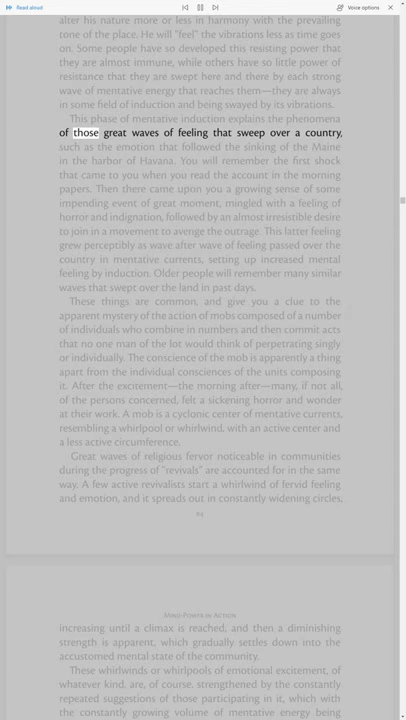 Read aloud
Voice options
alter his nature more or less in harmony with the prevailing
tone of the place. He will "feel" the vibrations less as time goes
on. Some people have so developed this resisting power that
they are almost immune, while others have so little power of
resistance that they are swept here and there by each strong
wave of mentative energy that reaches them—they are always
in some field of induction and being swayed by its vibrations.
This phase of mentative induction explains the phenomena
of those great waves of feeling that sweep over a country,
such as the emotion that followed the sinking of the Maine
in the harbor of Havana. You will remember the first shock
that came to you when you read the account in the morning
papers. Then there came upon you a growing sense of some
impending event of great moment, mingled with a feeling of
horror and indignation, followed by an almost irresistible desire
to join in a movement to avenge the outrage. This latter feeling
grew perceptibly as wave after wave of feeling passed over the
country in mentative currents, setting up increased mental
feeling by induction. Older people will remember many similar
waves that swept over the land in past days.
These things are common, and give you a clue to the
apparent mystery of the action of mobs composed of a number
of individuals who combine in numbers and then commit acts
that no one man of the lot would think of perpetrating singly
or individually. The conscience of the mob is apparently a thing
apart from the individual consciences of the units composing
it. After the excitement—the morning after—many, if not all,
of the persons concerned, felt a sickening horror and wonder
at their work. A mob is a cyclonic center of mentative currents,
resembling a whirlpool or whirlwind, with an active center and
a less active circumference.
Great waves of religious fervor noticeable in communities
during the progress of "revivals" are accounted for in the same
way. A few active revivalists start a whirlwind of fervid feeling
and emotion, and it spreads out in constantly widening circles,
Mind-Power in Action
increasing until a climax is reached, and then a diminishing
strength is apparent, which gradually settles down into the
accustomed mental state of the community.
These whirlwinds or whirlpools of emotional excitement, of
whatever kind, are, of course, strengthened by the constantly
repeated suggestions of those participating in it, which with
the constantly growing volume of mentative energy being